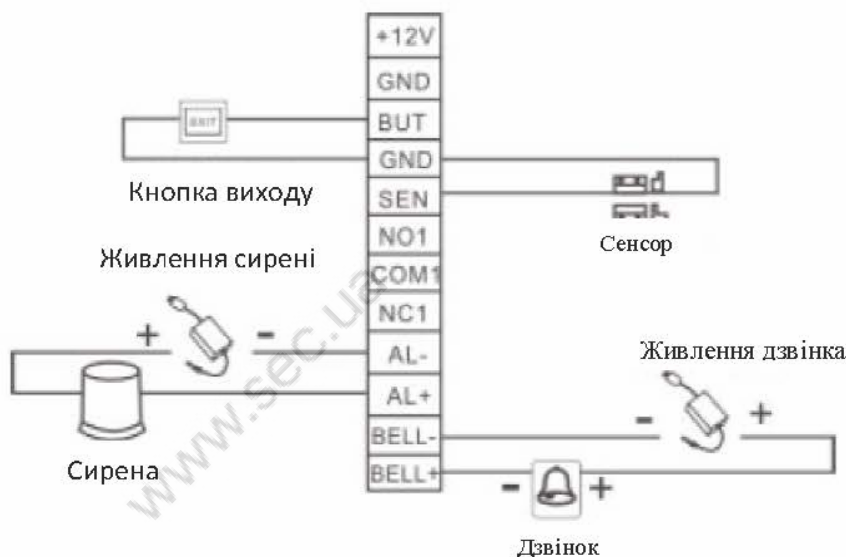 +12V
GND
BUT
GND
SEN
NO1
COM1
NC1
AL-
AL+
BELL-
BELL+
EXIT
Кнопка виходу
Сенсор
Живлення сирені
+ -
Сирена
Живлення дзвінка
- +
- +
Дзвінок
www.sec.ua